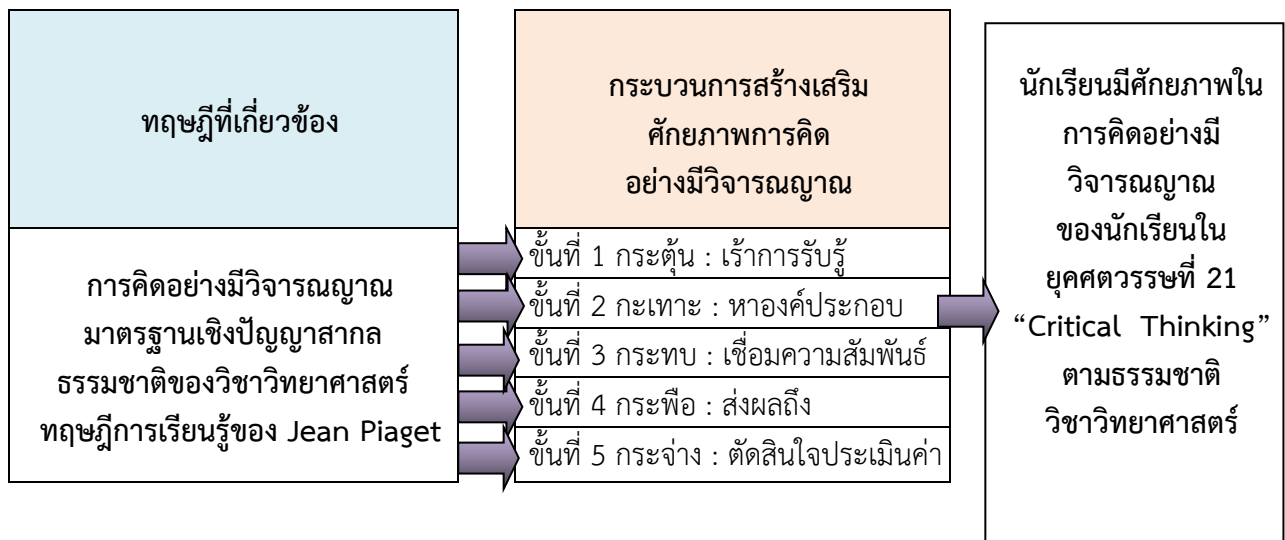 ทฤษฎีที่เกี่ยวข้อง
การคิดอย่างมีวิจารณญาณ
มาตรฐานเชิงปัญญาสากล
ธรรมชาติของวิชาวิทยาศาสตร์
ทฤษฎีการเรียนรู้ของ Jean Piaget
กระบวนการสร้างเสริม
ศักยภาพการคิด
อย่างมีวิจารณญาณ
ขั้นที่ 1 กระตุ้น : เร้าการรับรู้
ขั้นที่ 2 กะเทาะ : หาองค์ประกอบ
ขั้นที่ 3 กระทบ : เชื่อมความสัมพันธ์
ขั้นที่ 4 กระพือ : ส่งผลถึง
ขั้นที่ 5 กระจ่าง : ตัดสินใจประเมินค่า
นักเรียนมีศักยภาพใน
การคิดอย่างมี
วิจารณญาณ
ของนักเรียนใน
ยุคศตวรรษที่ 21
“Critical Thinking”
ตามธรรมชาติ
วิชาวิทยาศาสตร์